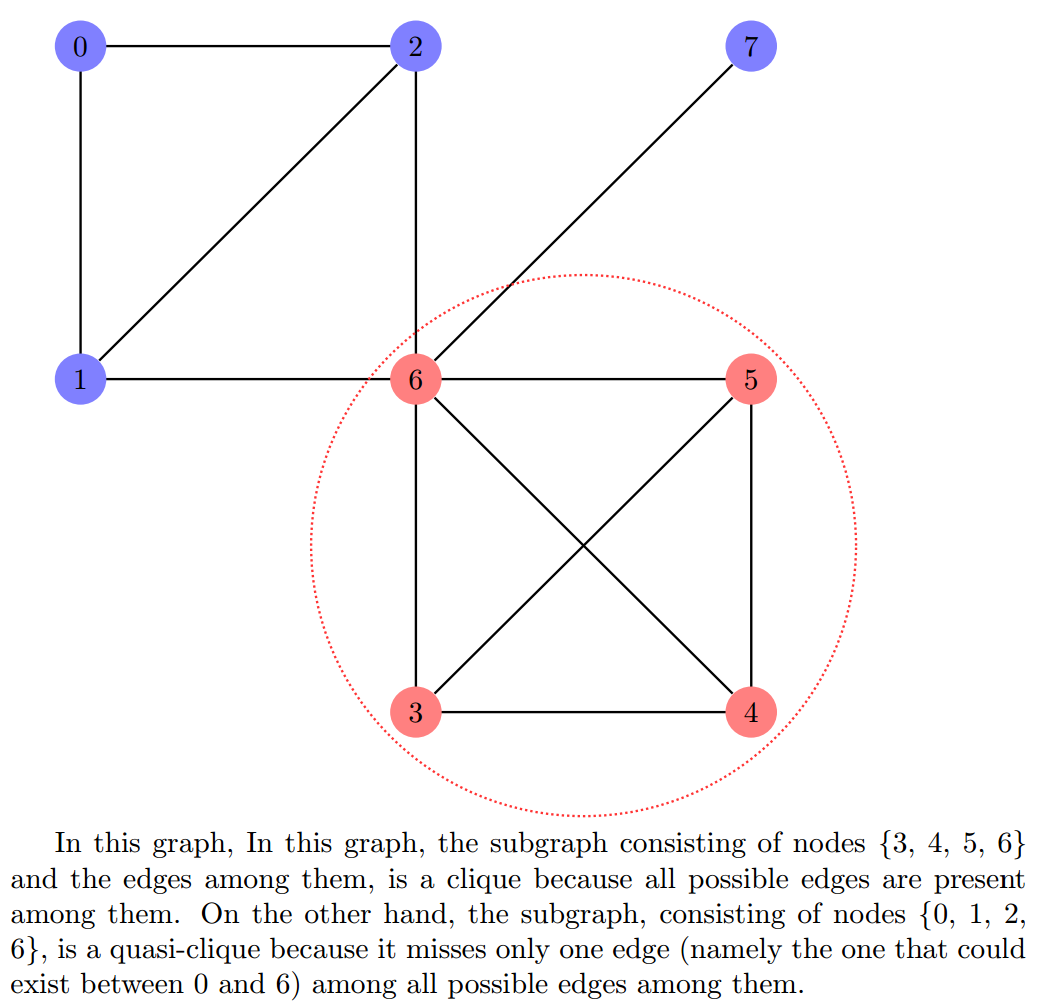 0 2 7
1 6 5
3 4
In this graph, In this graph, the subgraph consisting of nodes {3, 4, 5, 6}
and the edges among them, is a clique because all possible edges are present
among them. On the other hand, the subgraph, consisting of nodes {0, 1, 2,
6}, is a quasi-clique because it misses only one edge (namely the one that could
exist between 0 and 6) among all possible edges among them.